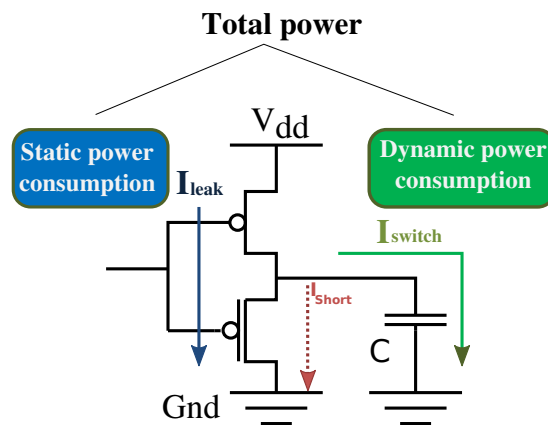 Total power
Static power
consumption
Dynamic power
consumption
Vdd
Ileak
Iswitch
IShort
C
Gnd